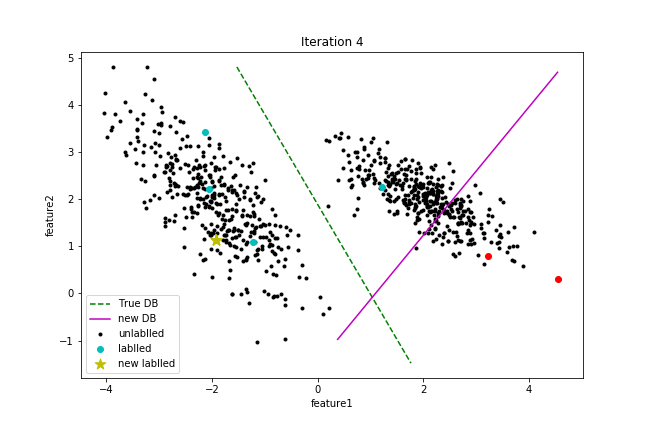 Iteration 4
5
4
3
2
1
0
−1
feature2
True DB
new DB
unlablled
lablled
new lablled
−4 −2 0 2 4
feature1